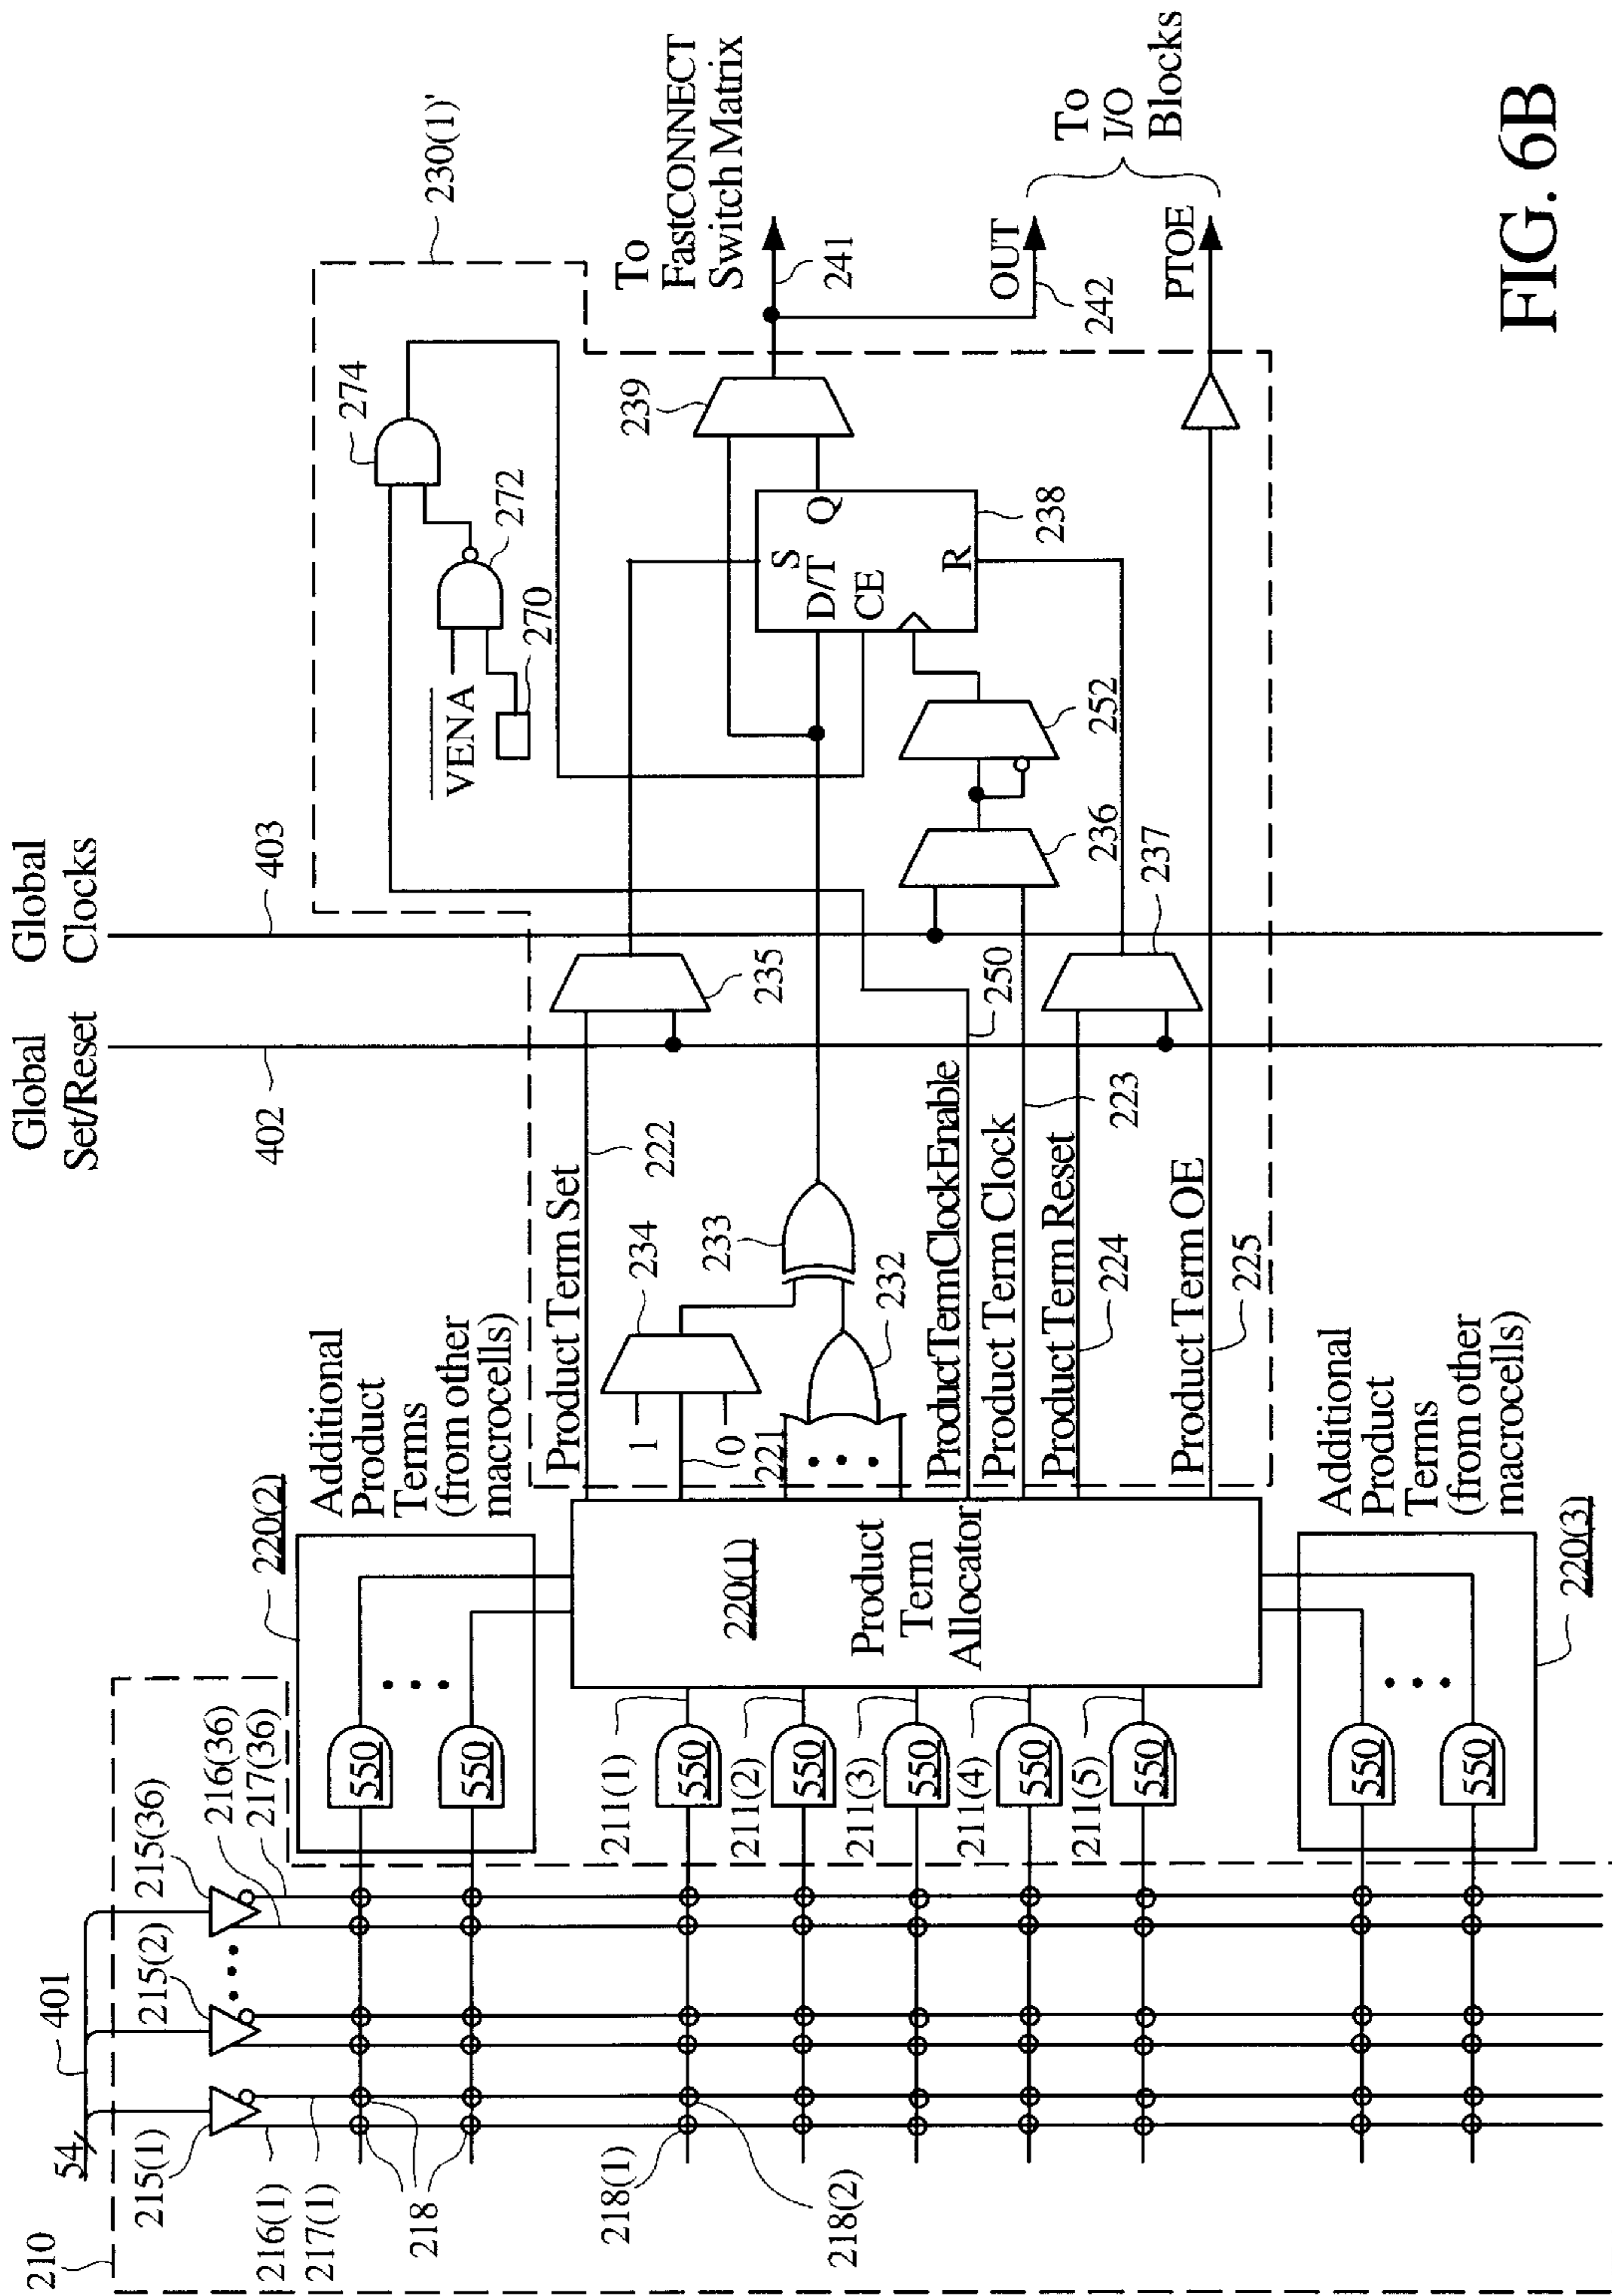 210
54
401
215(1)
215(2)
215(36)
216(1)
217(1)
216(36)
217(36)
218
218(1)
218(2)
220(2)
Additional
Product
Terms
(from other
macrocells)
550
550
211(1)
550
211(2)
550
211(3)
550
211(4)
550
211(5)
550
550
550
220(1)
Product
Term
Allocator
Additional
Product
Terms
(from other
macrocells)
220(3)
Global
Set/Reset
402
Global
Clocks
403
Product Term Set
222
1
0
234
221
233
232
Product Term Clock Enable
250
Product Term Clock
223
Product Term Reset
224
Product Term OE
225
235
236
237
252
VENA
270
272
274
S
D/T
CE
Q
R
238
239
230(1)'
To
FastCONNECT
Switch Matrix
241
OUT
242
PTOE
To
I/O
Blocks
FIG. 6B